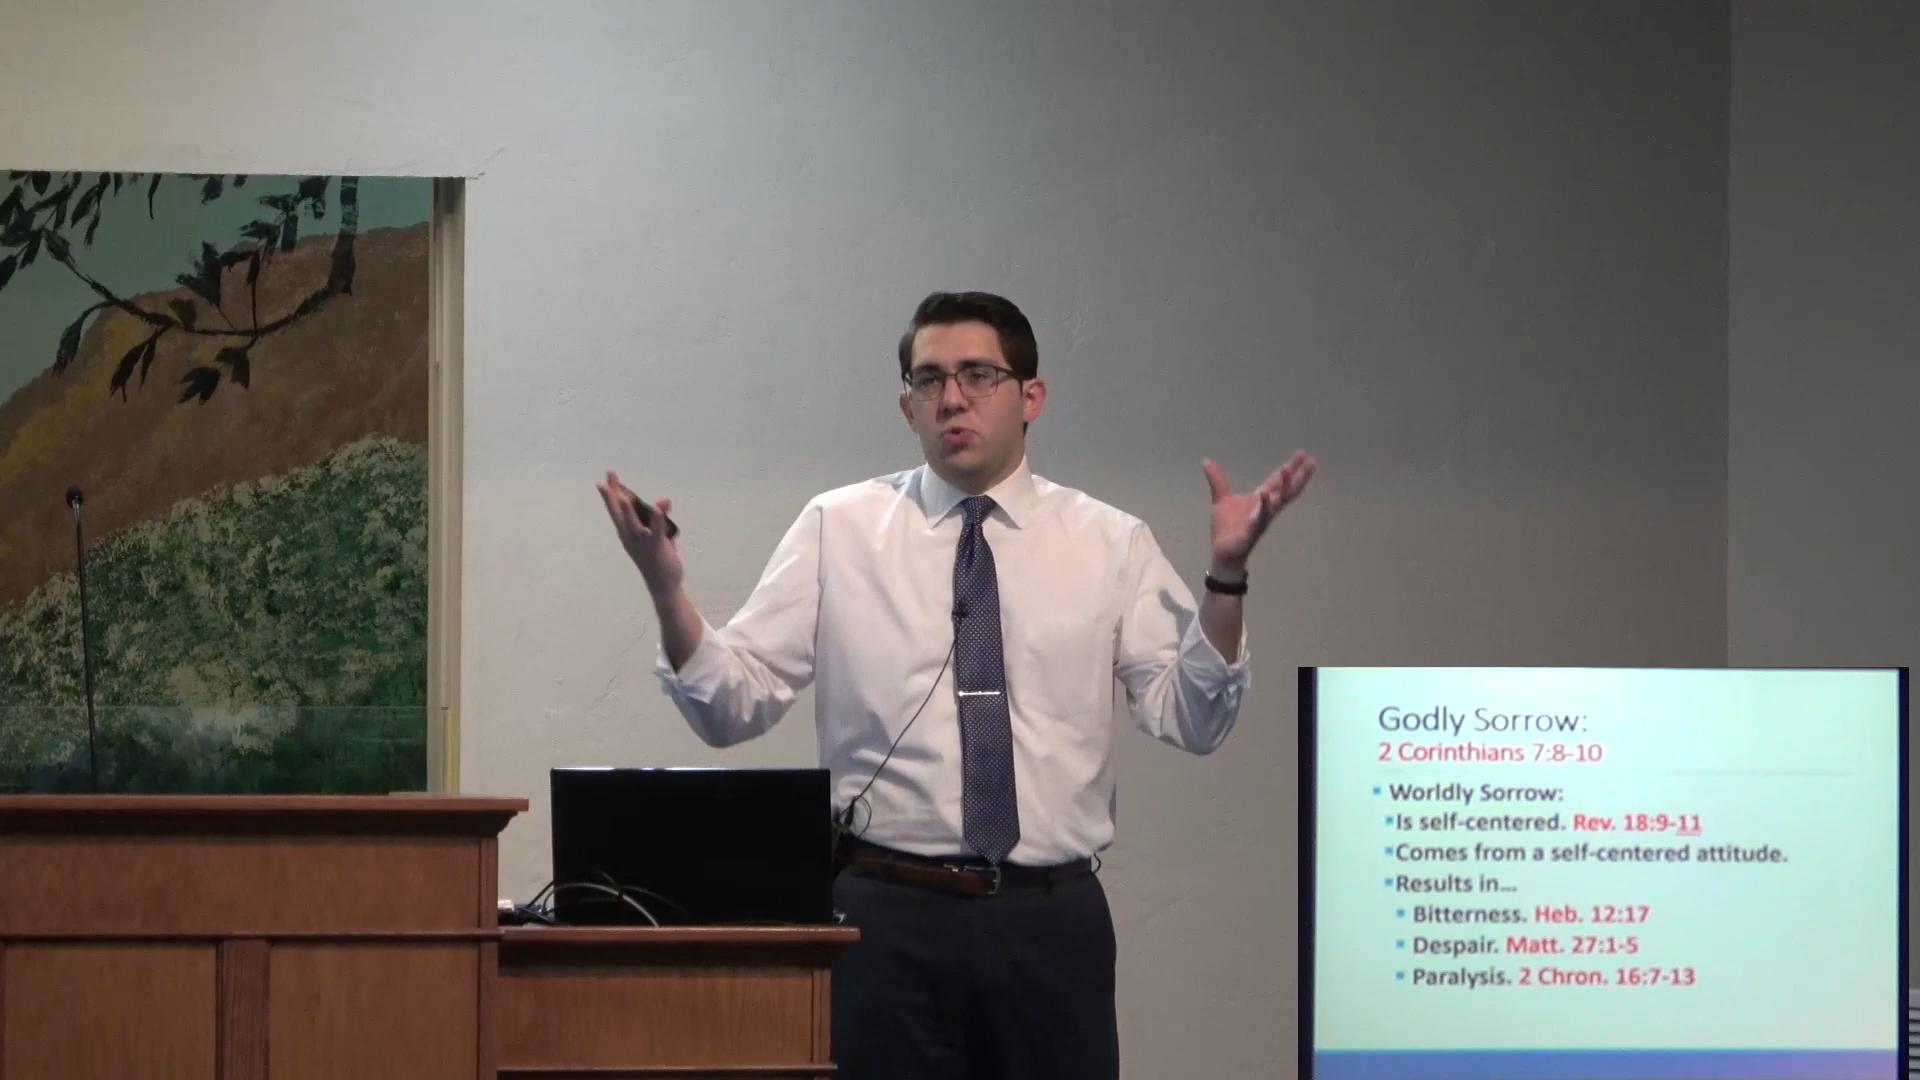 Godly Sorrow:
2 Corinthians 7:8-10
Worldly Sorrow:
Is self-centered. Rev. 18:9-11
Comes from a self-centered attitude.
Results in...
Bitterness. Heb. 12:17
Despair. Matt. 27:1-5
Paralysis. 2 Chron. 16:7-13